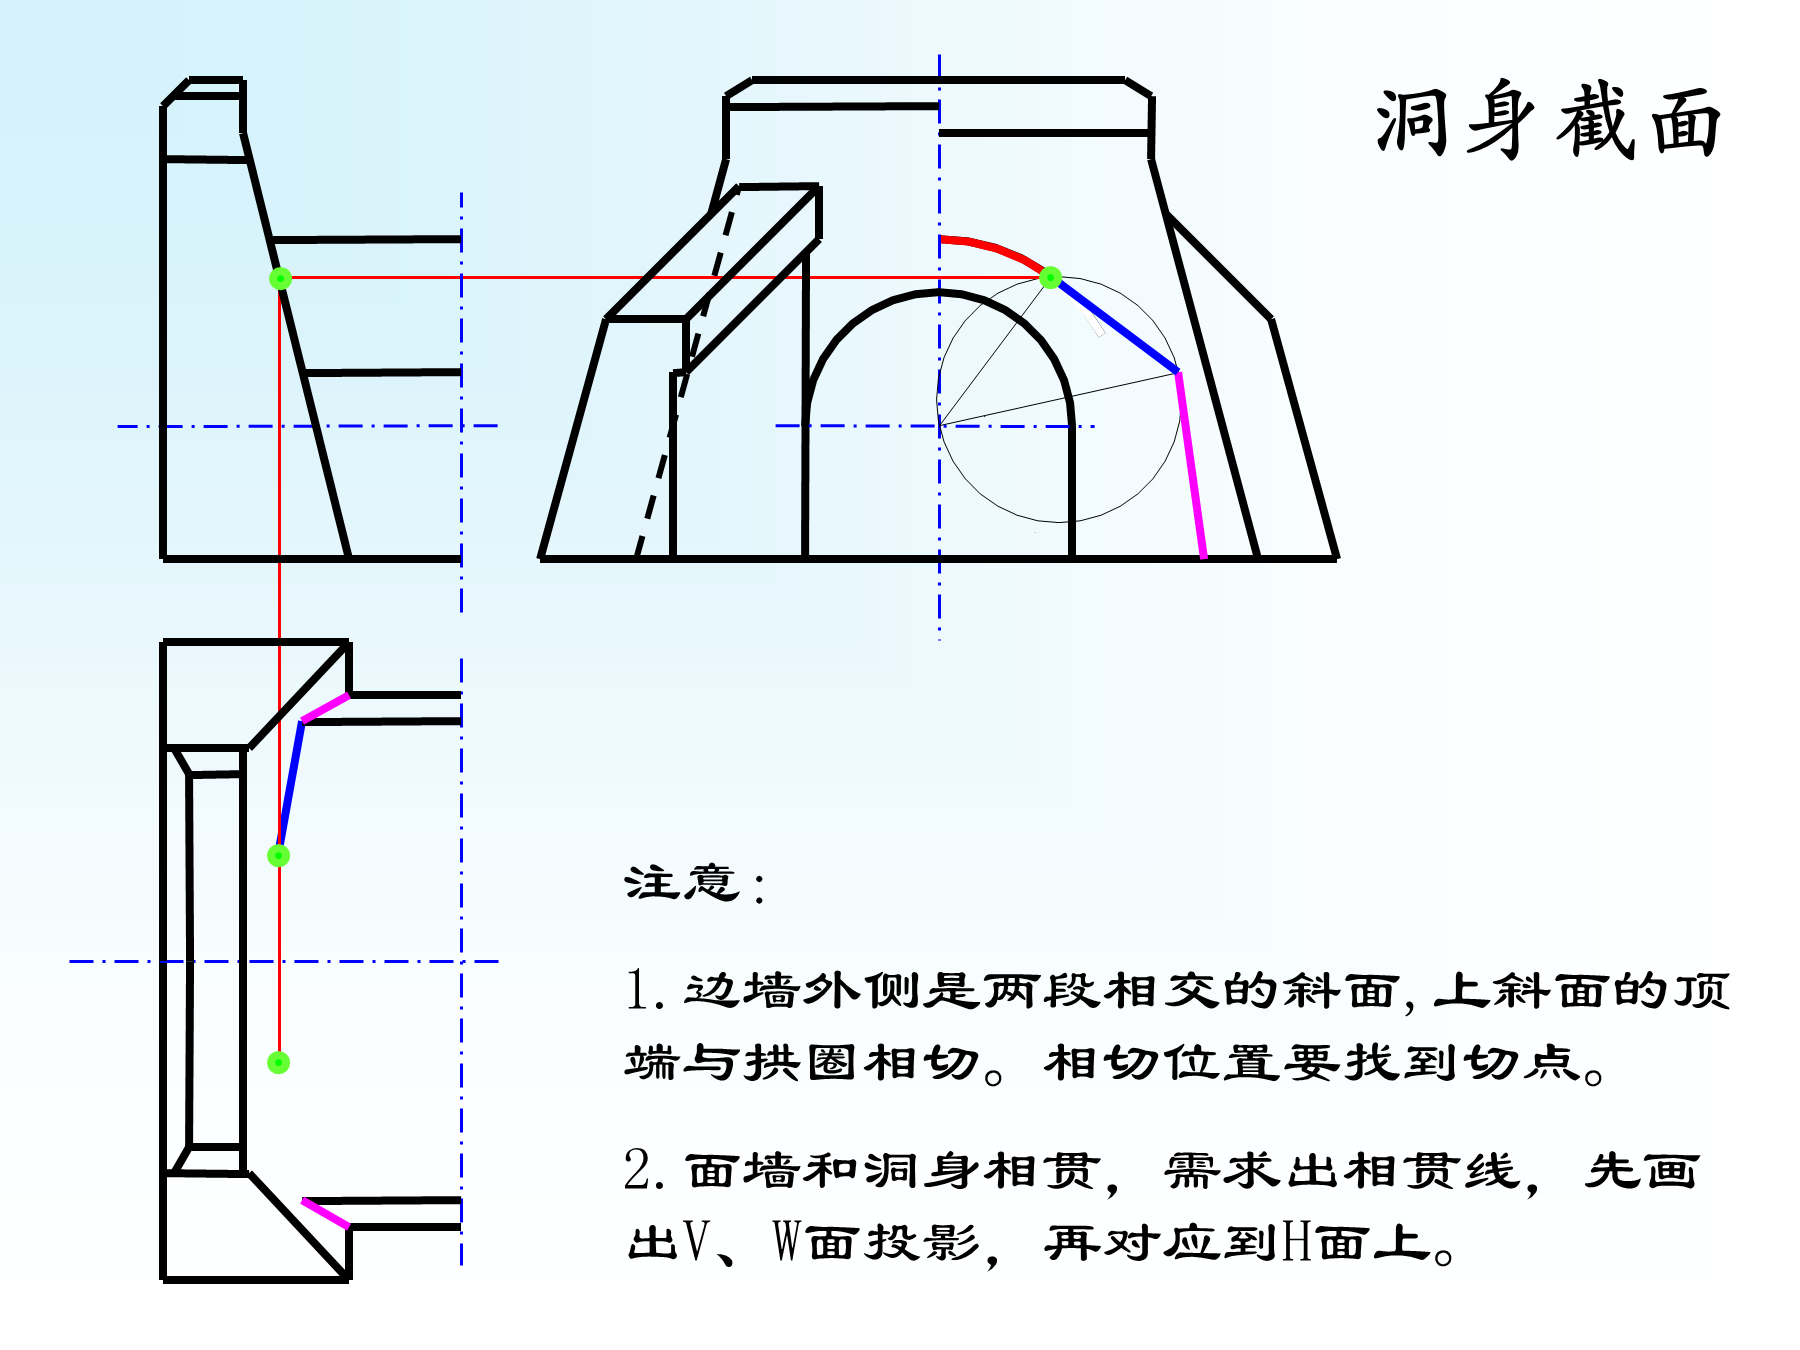 洞身截面
注意：
1.边墙外侧是两段相交的斜面,上斜面的顶
端与拱圈相切。相切位置要找到切点。
2.面墙和洞身相贯，需求出相贯线，先画
出V、W面投影，再对应到H面上。